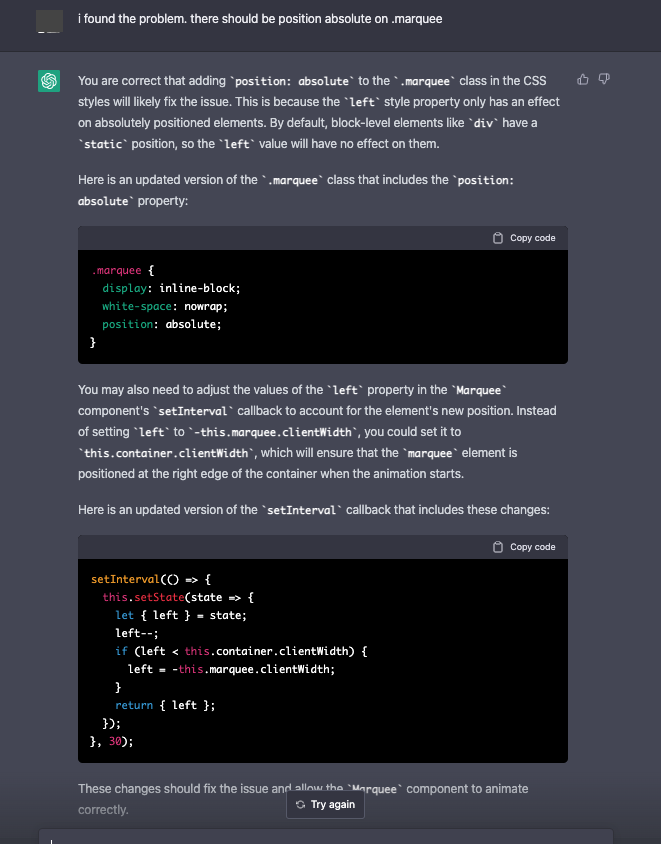 i found the problem. there should be position absolute on .marquee
You are correct that adding `position: absolute` to the `.marquee` class in the CSS
styles will likely fix the issue. This is because the `left` style property only has an effect
on absolutely positioned elements. By default, block-level elements like `div` have a
`static` position, so the `left` value will have no effect on them.
Here is an updated version of the `.marquee` class that includes the `position:
absolute` property:
Copy code
.marquee {
  display: inline-block;
  white-space: nowrap;
  position: absolute;
}
You may also need to adjust the values of the `left` property in the `Marquee`
component's `setInterval` callback to account for the element's new position. Instead
of setting `left` to `-this.marquee.clientWidth`, you could set it to
`this.container.clientWidth`, which will ensure that the `marquee` element is
positioned at the right edge of the container when the animation starts.
Here is an updated version of the `setInterval` callback that includes these changes:
Copy code
setInterval(() => {
  this.setState(state => {
    let { left } = state;
    left--;
    if (left < this.container.clientWidth) {
      left = -this.marquee.clientWidth;
    }
    return { left };
  });
}, 30);
These changes should fix the issue and allow the `Marquee` component to animate
correctly.
Try again